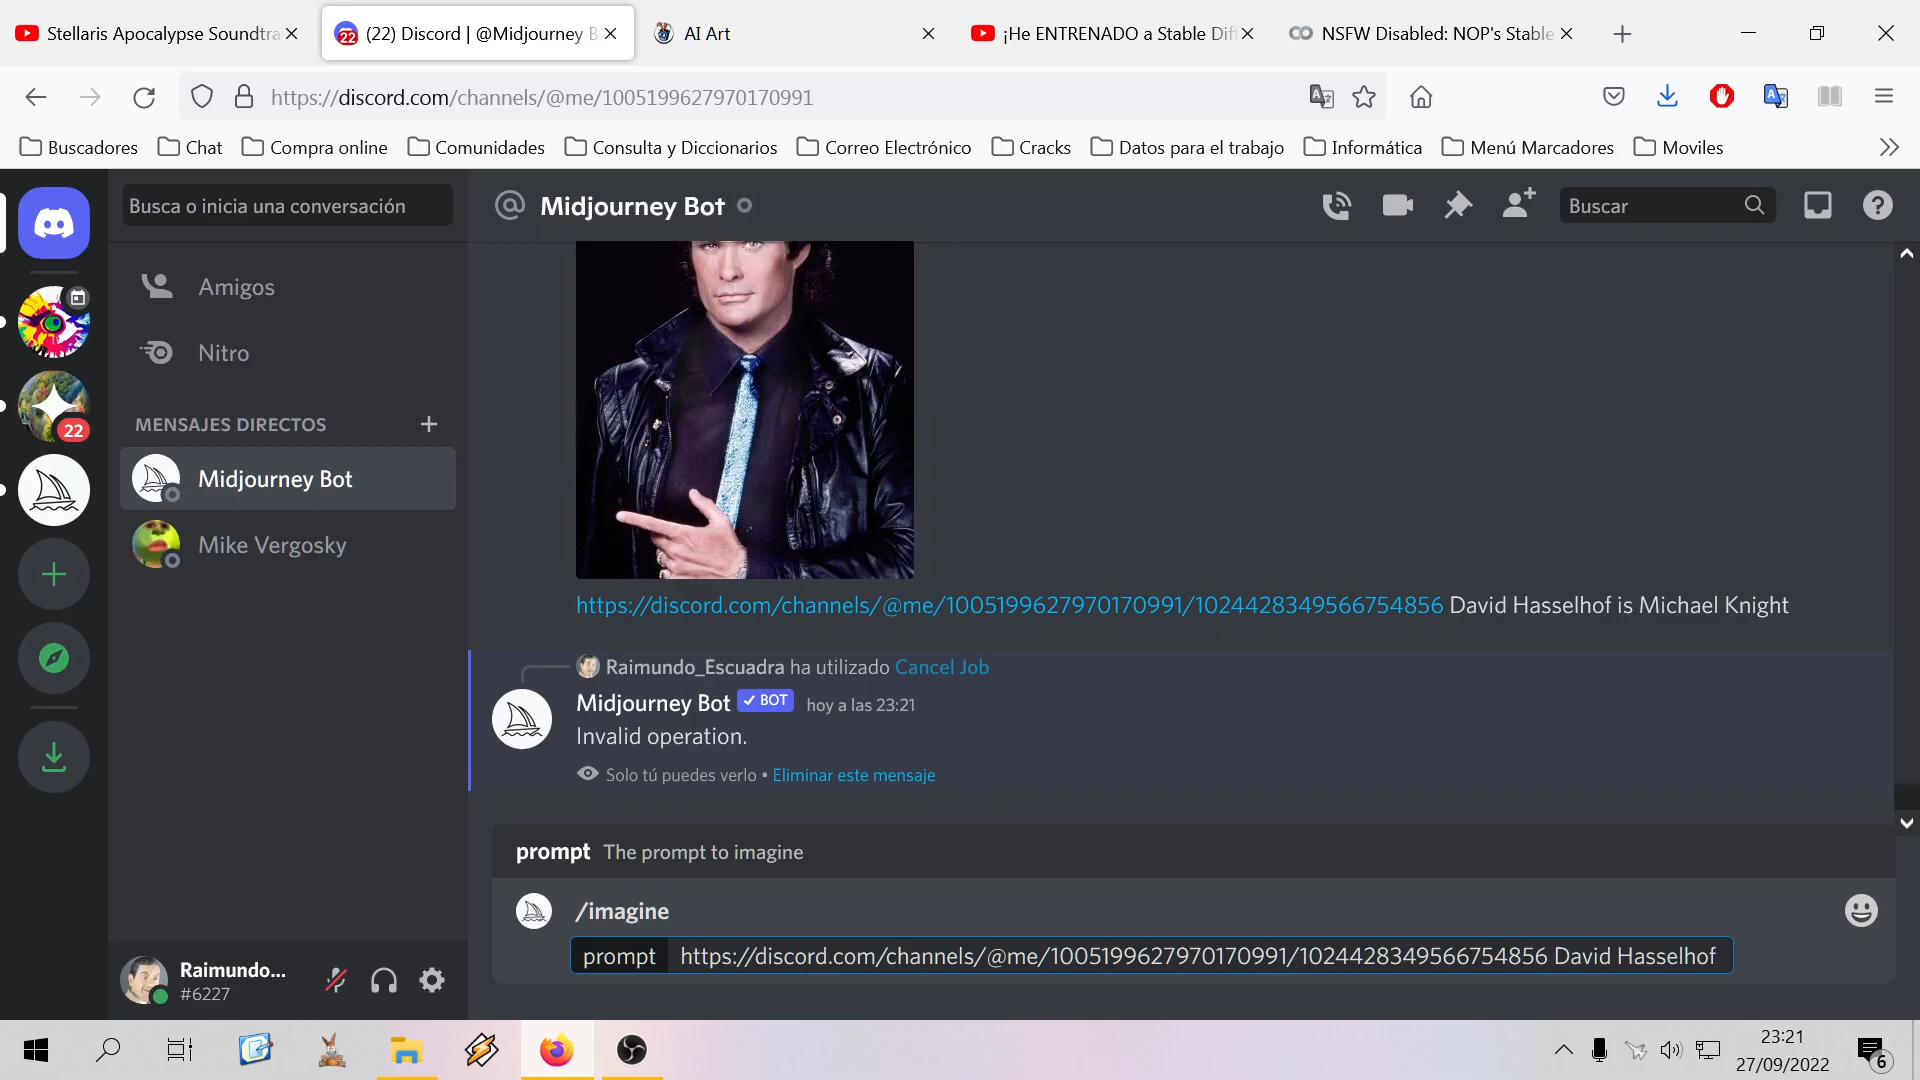 Stellaris Apocalypse Soundtra
(22) Discord | @Midjourney B
AI Art
¡He ENTRENADO a Stable Diff
NSFW Disabled: NOP's Stable
https://discord.com/channels/@me/1005199627970170991
Buscadores
Chat
Compra online
Comunidades
Consulta y Diccionarios
Correo Electrónico
Cracks
Datos para el trabajo
Informática
Menú Marcadores
Moviles
Busca o inicia una conversación
Midjourney Bot
Buscar
Amigos
Nitro
MENSAJES DIRECTOS
22
Midjourney Bot
Mike Vergosky
https://discord.com/channels/@me/1005199627970170991/1024428349566754856 David Hasselhof is Michael Knight
Raimundo_Escuadra ha utilizado Cancel Job
Midjourney Bot ✓ BOT hoy a las 23:21
Invalid operation.
Solo tú puedes verlo • Eliminar este mensaje
prompt The prompt to imagine
/imagine
prompt https://discord.com/channels/@me/1005199627970170991/1024428349566754856 David Hasselhof
Raimundo...
#6227
23:21
27/09/2022
6